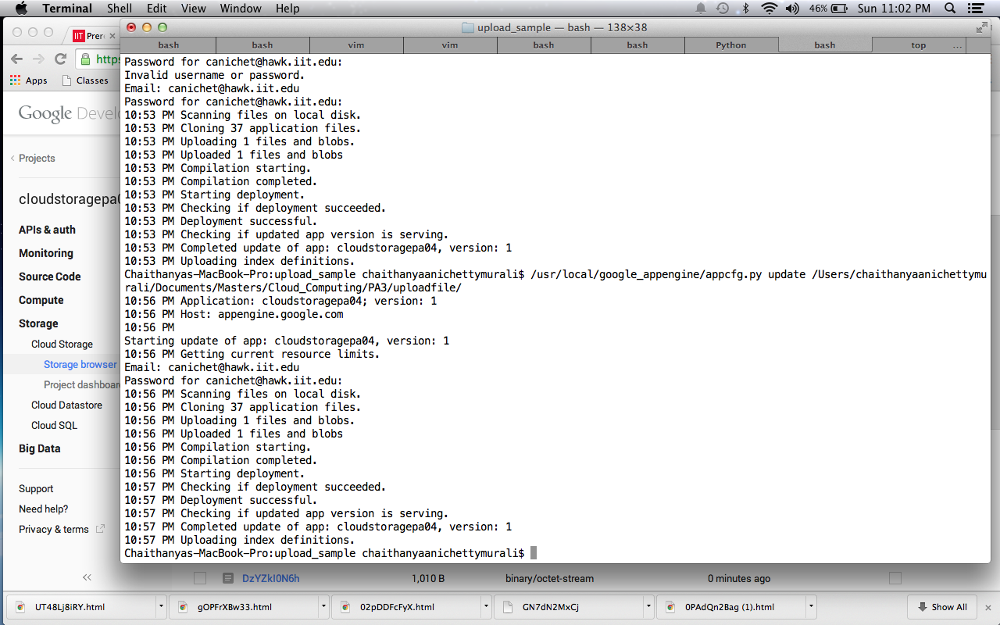 Terminal Shell Edit View Window Help 46% Sun 11:02 PM
upload_sample — bash — 138×38
bash bash vim vim bash bash Python bash top ...
IIT Prer
https
Apps Classes
Google Develo
Projects
cloudstoragepa0
APIs & auth
Monitoring
Source Code
Compute
Storage
Cloud Storage
Storage browser
Project dashboar
Cloud Datastore
Cloud SQL
Big Data
Support
Need help?
Privacy & terms
Password for canichet@hawk.iit.edu:
Invalid username or password.
Email: canichet@hawk.iit.edu
Password for canichet@hawk.iit.edu:
10:53 PM Scanning files on local disk.
10:53 PM Cloning 37 application files.
10:53 PM Uploading 1 files and blobs.
10:53 PM Uploaded 1 files and blobs
10:53 PM Compilation starting.
10:53 PM Compilation completed.
10:53 PM Starting deployment.
10:53 PM Checking if deployment succeeded.
10:53 PM Deployment successful.
10:53 PM Checking if updated app version is serving.
10:53 PM Completed update of app: cloudstoragepa04, version: 1
10:53 PM Uploading index definitions.
Chaithanyas-MacBook-Pro:upload_sample chaithanyaanichettymurali$ /usr/local/google_appengine/appcfg.py update /Users/chaithanyaanichettymu
rali/Documents/Masters/Cloud_Computing/PA3/uploadfile/
10:56 PM Application: cloudstoragepa04; version: 1
10:56 PM Host: appengine.google.com
10:56 PM
Starting update of app: cloudstoragepa04, version: 1
10:56 PM Getting current resource limits.
Email: canichet@hawk.iit.edu
Password for canichet@hawk.iit.edu:
10:56 PM Scanning files on local disk.
10:56 PM Cloning 37 application files.
10:56 PM Uploading 1 files and blobs.
10:56 PM Uploaded 1 files and blobs
10:56 PM Compilation starting.
10:56 PM Compilation completed.
10:56 PM Starting deployment.
10:57 PM Checking if deployment succeeded.
10:57 PM Deployment successful.
10:57 PM Checking if updated app version is serving.
10:57 PM Completed update of app: cloudstoragepa04, version: 1
10:57 PM Uploading index definitions.
Chaithanyas-MacBook-Pro:upload_sample chaithanyaanichettymurali$
DzYZkI0N6h 1,010 B binary/octet-stream 0 minutes ago
UT48Lj8iRY.html gOPFrXBw33.html 02pDDFcFyX.html GN7dN2MxCj 0PAdQn2Bag (1).html Show All